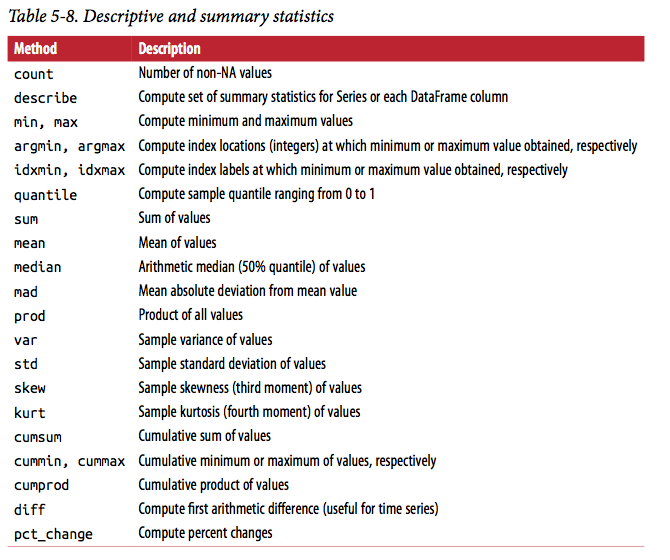 Table 5-8. Descriptive and summary statistics
Method Description
count Number of non-NA values
describe Compute set of summary statistics for Series or each DataFrame column
min, max Compute minimum and maximum values
argmin, argmax Compute index locations (integers) at which minimum or maximum value obtained, respectively
idxmin, idxmax Compute index labels at which minimum or maximum value obtained, respectively
quantile Compute sample quantile ranging from 0 to 1
sum Sum of values
mean Mean of values
median Arithmetic median (50% quantile) of values
mad Mean absolute deviation from mean value
prod Product of all values
var Sample variance of values
std Sample standard deviation of values
skew Sample skewness (third moment) of values
kurt Sample kurtosis (fourth moment) of values
cumsum Cumulative sum of values
cummin, cummax Cumulative minimum or maximum of values, respectively
cumprod Cumulative product of values
diff Compute first arithmetic difference (useful for time series)
pct_change Compute percent changes